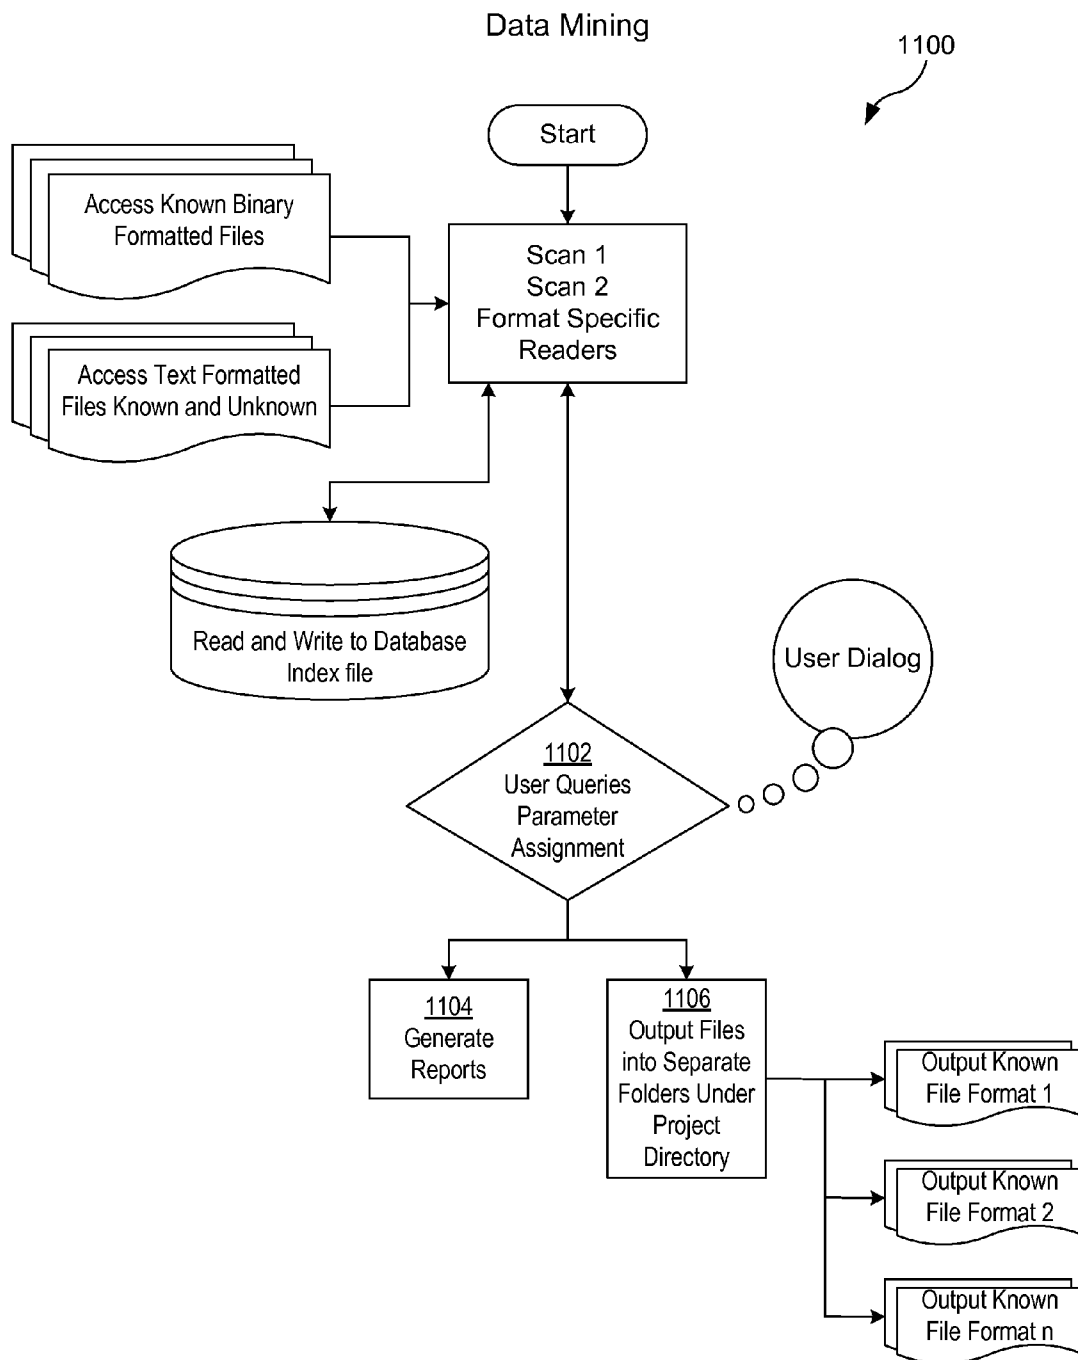 Data Mining
1100
Start
Access Known Binary
Formatted Files
Scan 1
Scan 2
Format Specific
Readers
Access Text Formatted
Files Known and Unknown
Read and Write to Database
Index file
User Dialog
1102
User Queries
Parameter
Assignment
1104
Generate
Reports
1106
Output Files
into Separate
Folders Under
Project
Directory
Output Known
File Format 1
Output Known
File Format 2
Output Known
File Format n